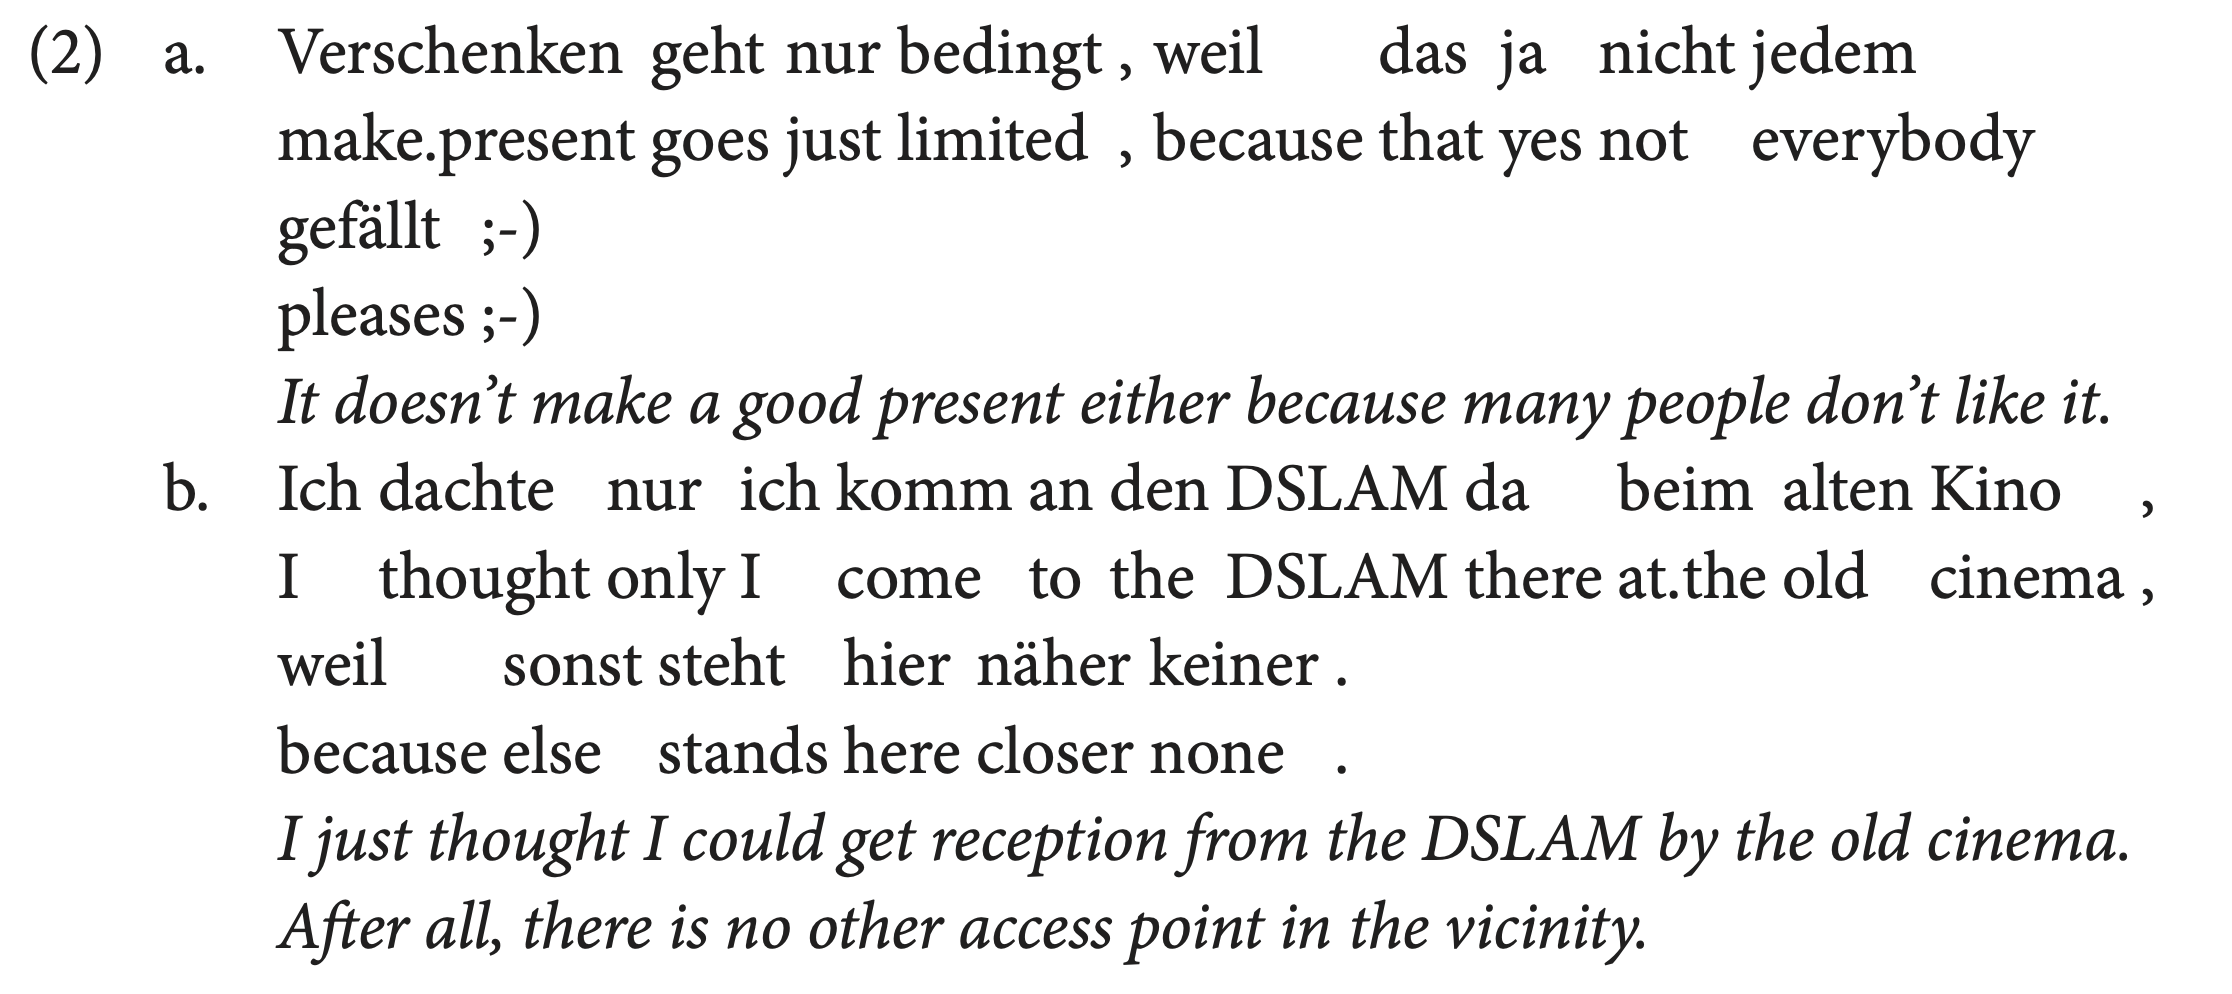 (2) a. Verschenken geht nur bedingt , weil das ja nicht jedem
make.present goes just limited , because that yes not everybody
gefällt ;-)
pleases ;-)
It doesn’t make a good present either because many people don’t like it.
b. Ich dachte nur ich komm an den DSLAM da beim alten Kino ,
I thought only I come to the DSLAM there at.the old cinema ,
weil sonst steht hier näher keiner .
because else stands here closer none .
I just thought I could get reception from the DSLAM by the old cinema.
After all, there is no other access point in the vicinity.